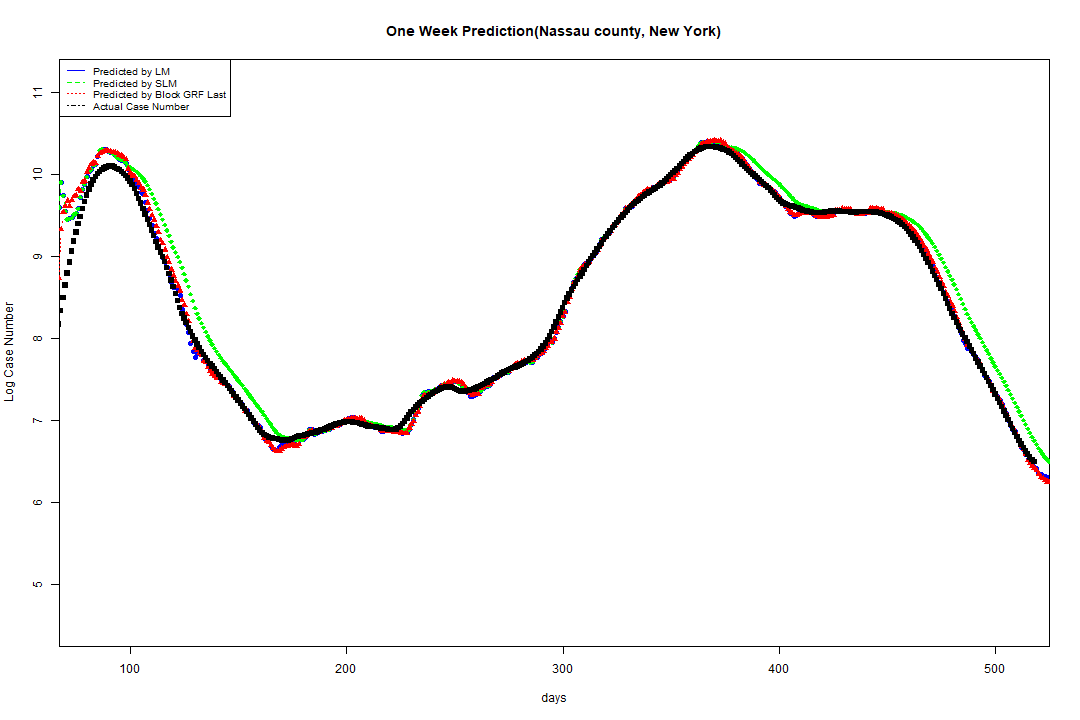 One Week Prediction(Nassau county, New York)
Predicted by LM
Predicted by SLM
Predicted by Block GRF Last
Actual Case Number
11
10
9
8
7
6
5
Log Case Number
100 200 300 400 500
days